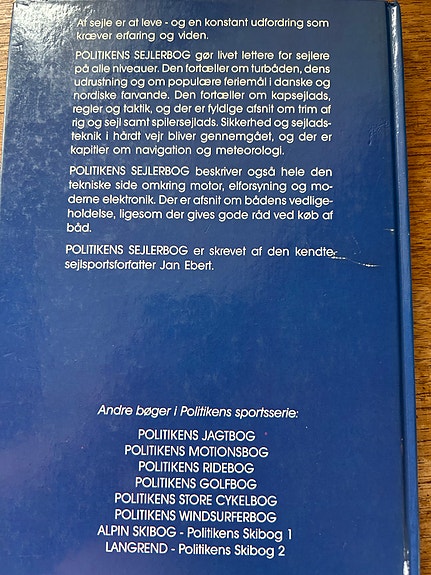 Af sejle er at leve - og en konstant udfordring som
kræver erfaring og viden.
POLITIKENS SEJLERBOG gør livet lettere for sejlere
på alle niveauer. Den fortæller om turbåden, dens
udrustning og om populære feriemål i danske og
nordiske farvande. Den fortæller om kapsejlads,
regler og taktik, og der er fyldige afsnit om trim af
rig og sejl samt spilersejlads. Sikkerhed og sejlads-
teknik i hårdt vejr bliver gennemgået, og der er
kapitler om navigation og meteorologi.
POLITIKENS SEJLERBOG beskriver også hele den
tekniske side omkring motor, elforsyning og mo-
derne elektronik. Der er afsnit om bådens vedlige-
holdelse, ligesom der gives gode råd ved køb af
båd.
POLITIKENS SEJLERBOG er skrevet af den kendte
sejlsportsforfatter Jan Ebert.
Andre bøger i Politikens sportsserie:
POLITIKENS JAGTBOG
POLITIKENS MOTIONSBOG
POLITIKENS RIDEBOG
POLITIKENS GOLFBOG
POLITIKENS STORE CYKELBOG
POLITIKENS WINDSURFERBOG
ALPIN SKIBOG - Politikens Skibog 1
LANGREND - Politikens Skibog 2